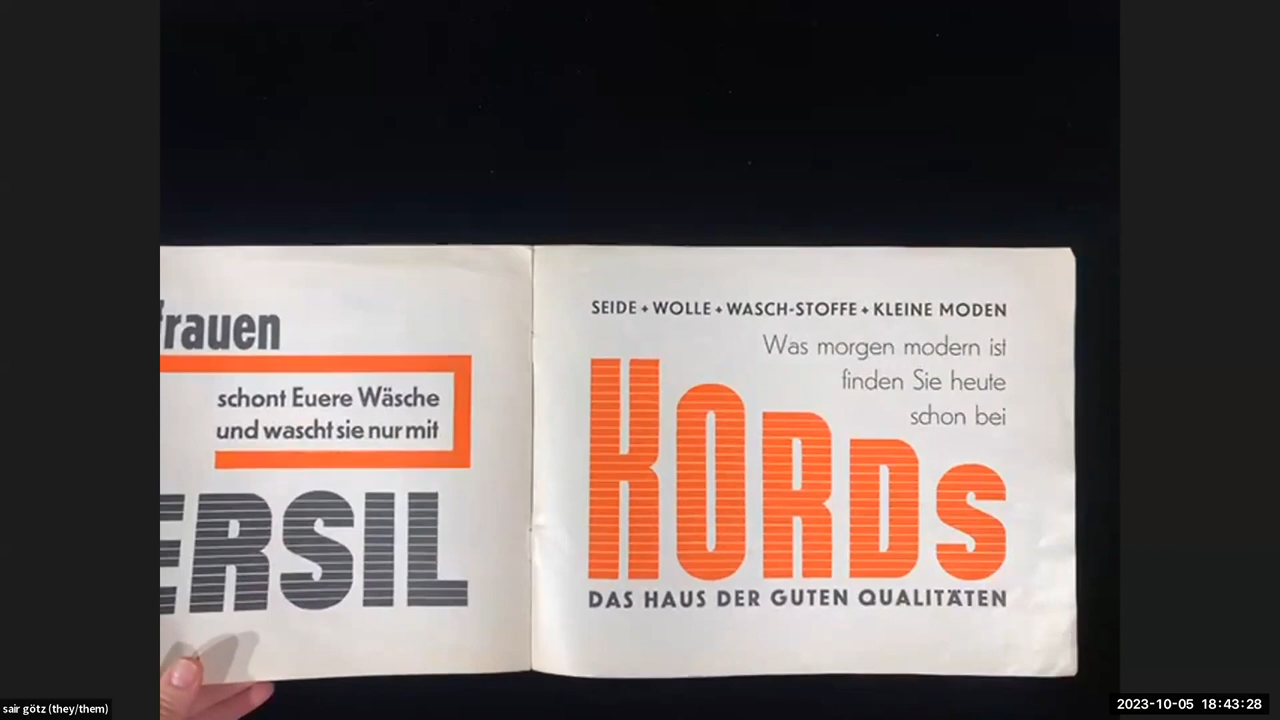 frauen
schont Euere Wäsche
und wascht sie nur mit
ERSIL
SEIDE + WOLLE + WASCH-STOFFE + KLEINE MODEN
Was morgen modern ist
finden Sie heute
schon bei
KORDS
DAS HAUS DER GUTEN QUALITÄTEN
sair götz (they/them)
2023-10-05 18:43:28